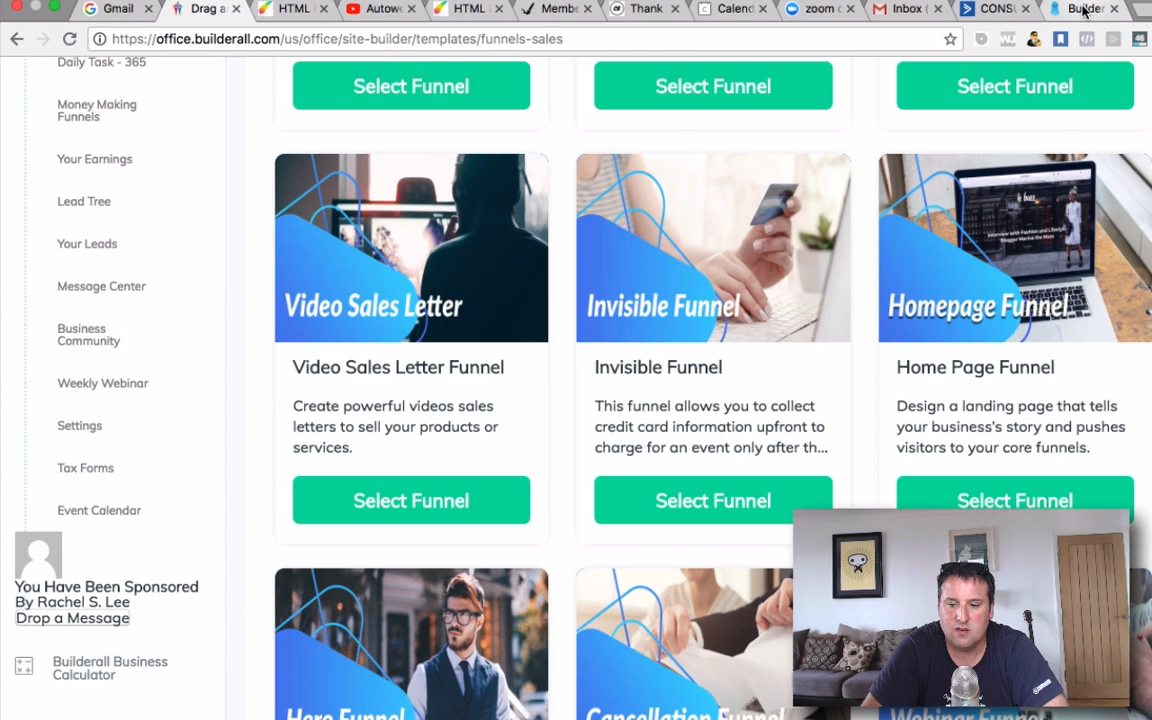 Gmail
Drag a
HTML
Autowe
HTML
Membe
Thank
Calend
zoom c
Inbox (
CONS
Builder
https://office.builderall.com/us/office/site-builder/templates/funnels-sales
Daily Task - 365
Money Making
Funnels
Your Earnings
Lead Tree
Your Leads
Message Center
Business
Community
Weekly Webinar
Settings
Tax Forms
Event Calendar
You Have Been Sponsored
By Rachel S. Lee
Drop a Message
Builderall Business
Calculator
Select Funnel
Select Funnel
Select Funnel
Video Sales Letter
Invisible Funnel
Homepage Funnel
Video Sales Letter Funnel
Create powerful videos sales
letters to sell your products or
services.
Select Funnel
Invisible Funnel
This funnel allows you to collect
credit card information upfront to
charge for an event only after th...
Select Funnel
Home Page Funnel
Design a landing page that tells
your business's story and pushes
visitors to your core funnels.
Select Funnel
Hero Funnel
Cancellation Funnel